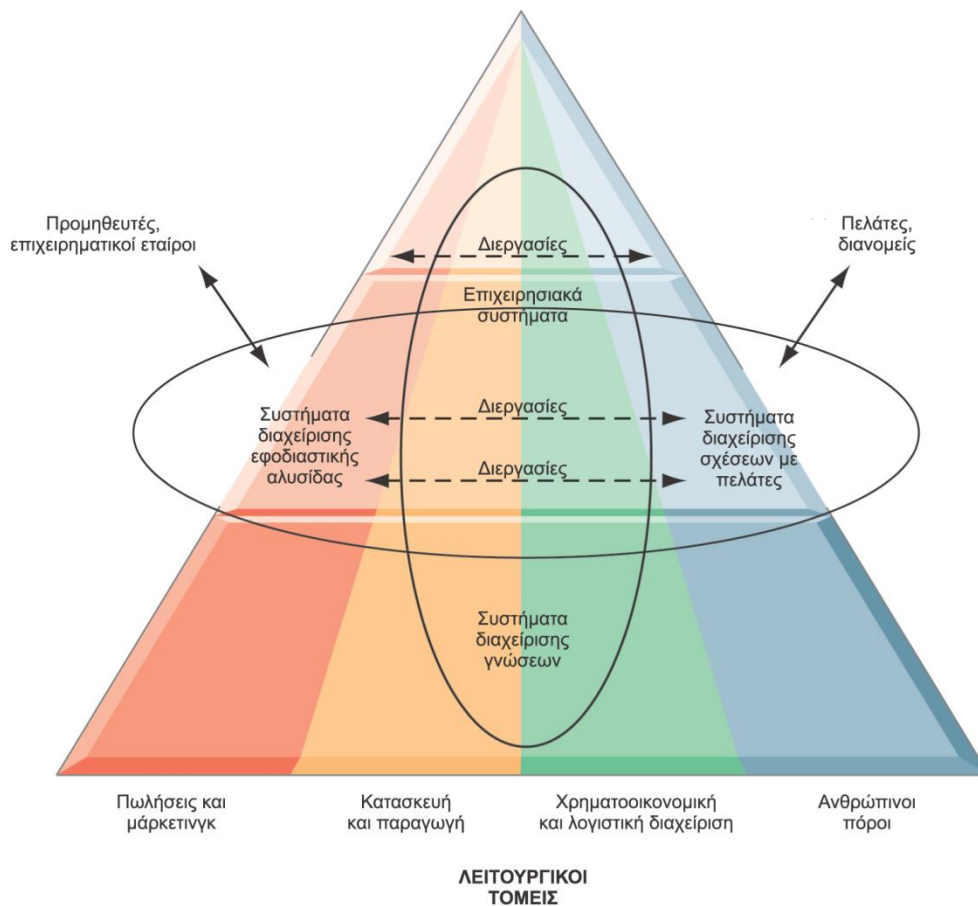 Προμηθευτές,
επιχειρηματικοί εταίροι
Πελάτες,
διανομείς
Διεργασίες
Επιχειρησιακά
συστήματα
Συστήματα
διαχείρισης
εφοδιαστικής
αλυσίδας
Διεργασίες
Διεργασίες
Συστήματα
διαχείρισης
σχέσεων με
πελάτες
Συστήματα
διαχείρισης
γνώσεων
Πωλήσεις και
μάρκετινγκ
Κατασκευή
και παραγωγή
Χρηματοοικονομική
και λογιστική διαχείριση
Ανθρώπινοι
πόροι
ΛΕΙΤΟΥΡΓΙΚΟΙ
ΤΟΜΕΙΣ